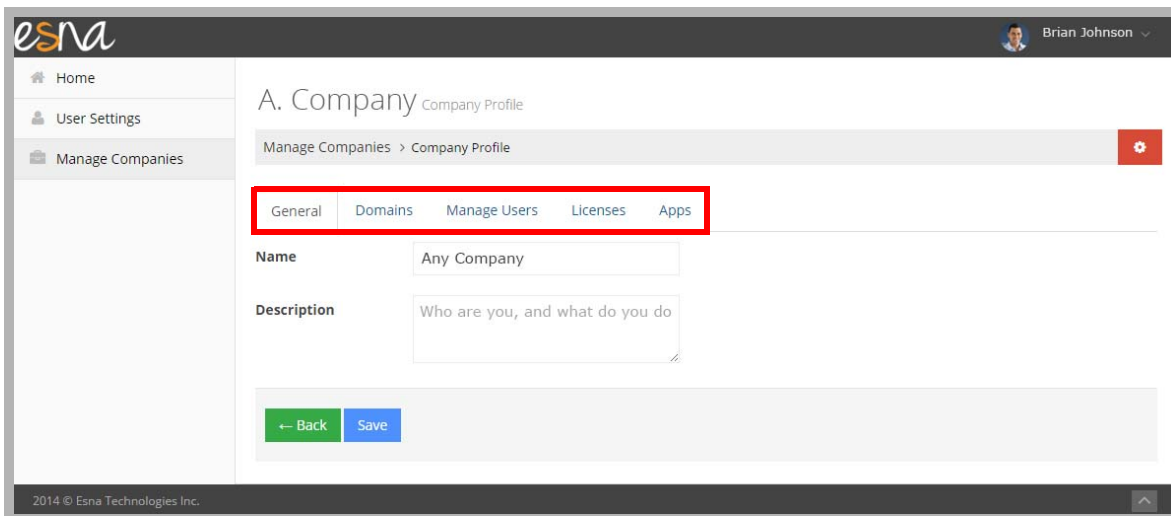 esna
Brian Johnson
Home
User Settings
Manage Companies
A. Company Company Profile
Manage Companies > Company Profile
General Domains Manage Users Licenses Apps
Name Any Company
Description Who are you, and what do you do
← Back Save
2014 © Esna Technologies Inc.